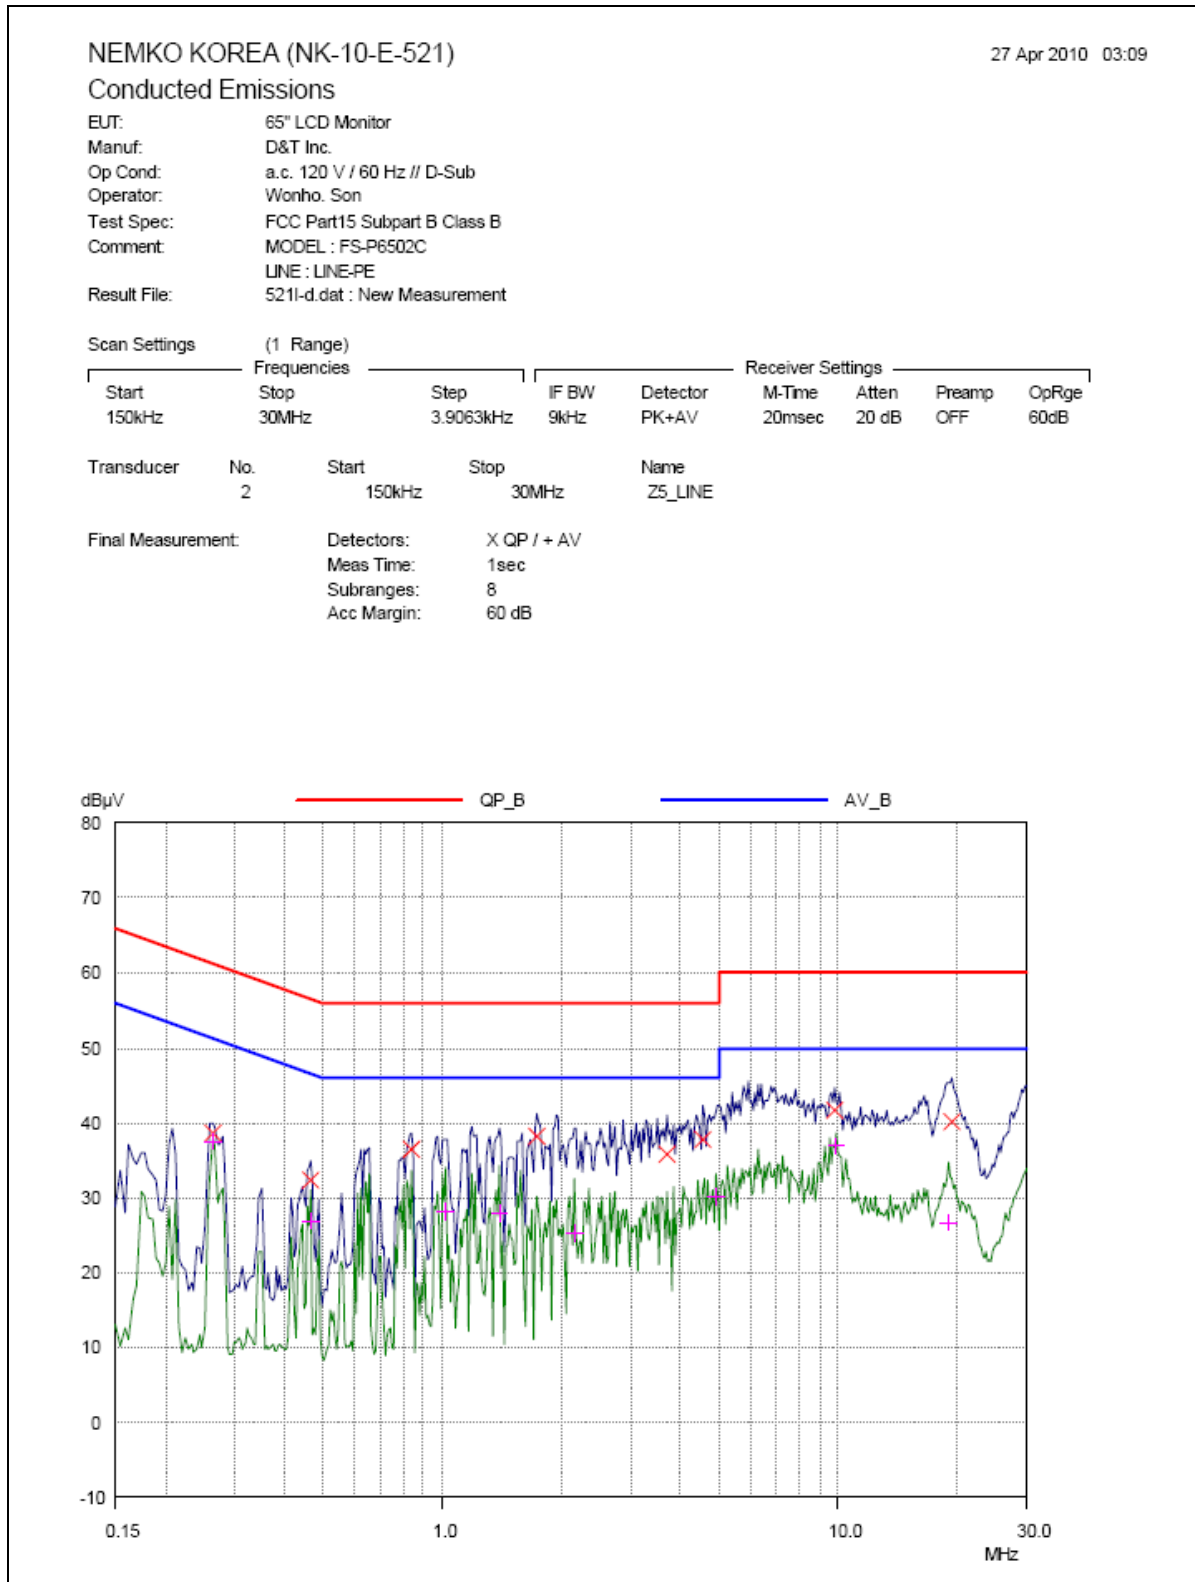 NEMKO KOREA (NK-10-E-521) 27 Apr 2010 03:09
Conducted Emissions
EUT: 65" LCD Monitor
Manuf: D&T Inc.
Op Cond: a.c. 120 V / 60 Hz // D-Sub
Operator: Wonho. Son
Test Spec: FCC Part15 Subpart B Class B
Comment: MODEL : FS-P6502C
LINE : LINE-PE
Result File: 521l-d.dat : New Measurement
Scan Settings (1 Range)
Frequencies Receiver Settings
Start Stop Step IF BW Detector M-Time Atten Preamp OpRge
150kHz 30MHz 3.9063kHz 9kHz PK+AV 20msec 20 dB OFF 60dB
Transducer No. Start Stop Name
2 150kHz 30MHz Z5_LINE
Final Measurement: Detectors: X QP / + AV
Meas Time: 1sec
Subranges: 8
Acc Margin: 60 dB
dBµV QP_B AV_B
80
70
60
50
40
30
20
10
0
-10
0.15 1.0 10.0 30.0
MHz